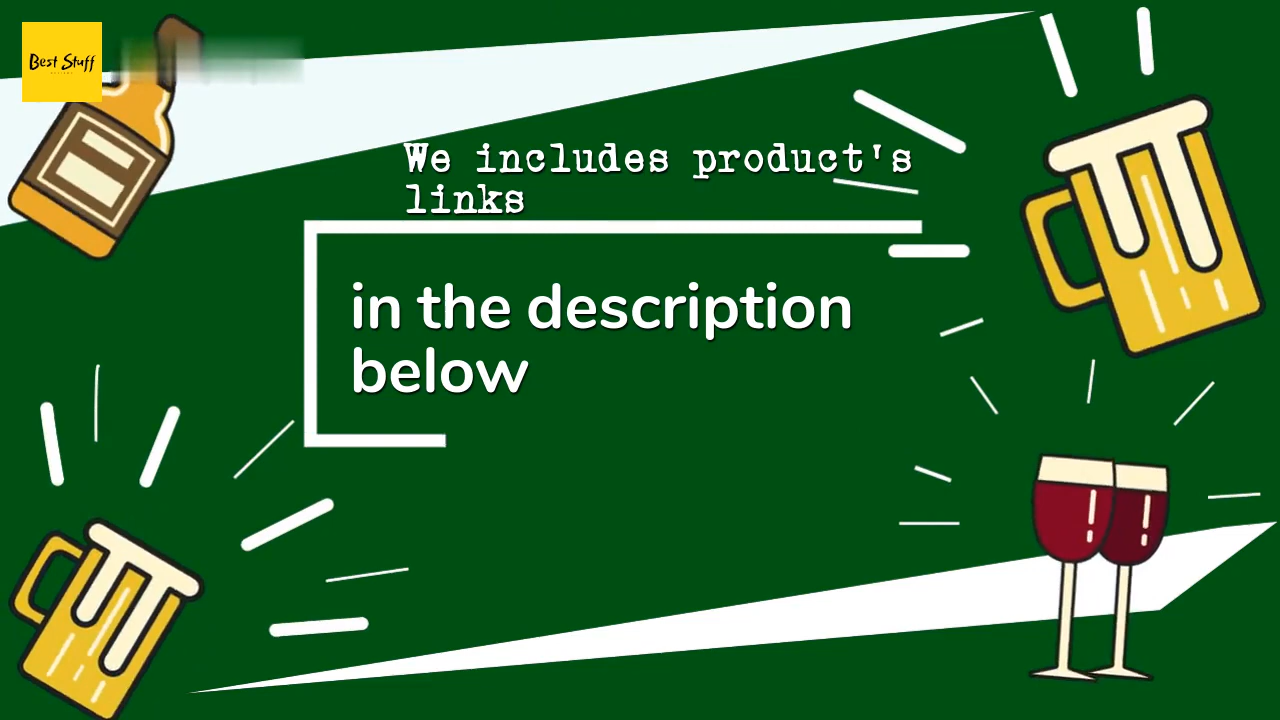 Best Stuff
We includes product's
links
in the description
below